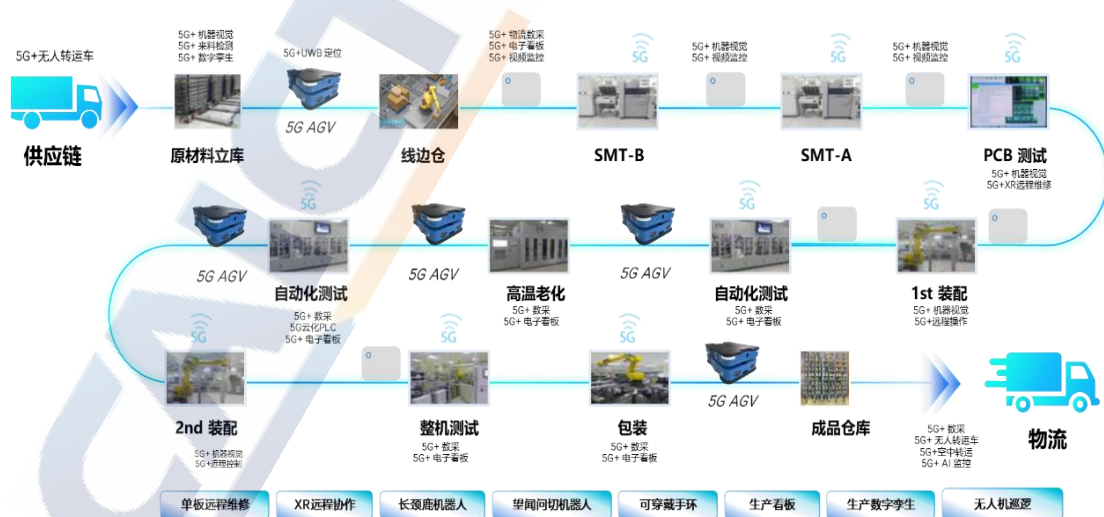 5G+无人转运车
供应链
5G+ 机器视觉
5G+ 来料检测
5G+ 数字孪生
原材料立库
5G+UWB 定位
5G AGV
线边仓
5G+ 物流数采
5G+ 电子看板
5G+ 视频监控
5G
SMT-B
5G+ 机器视觉
5G+ 视频监控
5G
SMT-A
5G+ 机器视觉
5G+ 视频监控
5G
PCB 测试
5G+ 机器视觉
5G+XR远程维修
5G AGV
5G
自动化测试
5G+ 数采
5G云化PLC
5G+ 电子看板
5G AGV
高温老化
5G+ 数采
5G+ 电子看板
5G AGV
5G
自动化测试
5G+ 数采
5G+ 电子看板
5G
1st 装配
5G+ 机器视觉
5G+远程操作
5G
2nd 装配
5G+ 机器视觉
5G+远程控制
整机测试
5G+ 数采
5G+ 电子看板
5G
包装
5G+ 数采
5G+ 电子看板
5G AGV
成品仓库
5G+ 数采
5G+ 无人转运车
5G+空中转运
5G+ AI 监控
物流
单板远程维修
XR远程协作
长颈鹿机器人
望闻问切机器人
可穿戴手环
生产看板
生产数字孪生
无人机巡逻